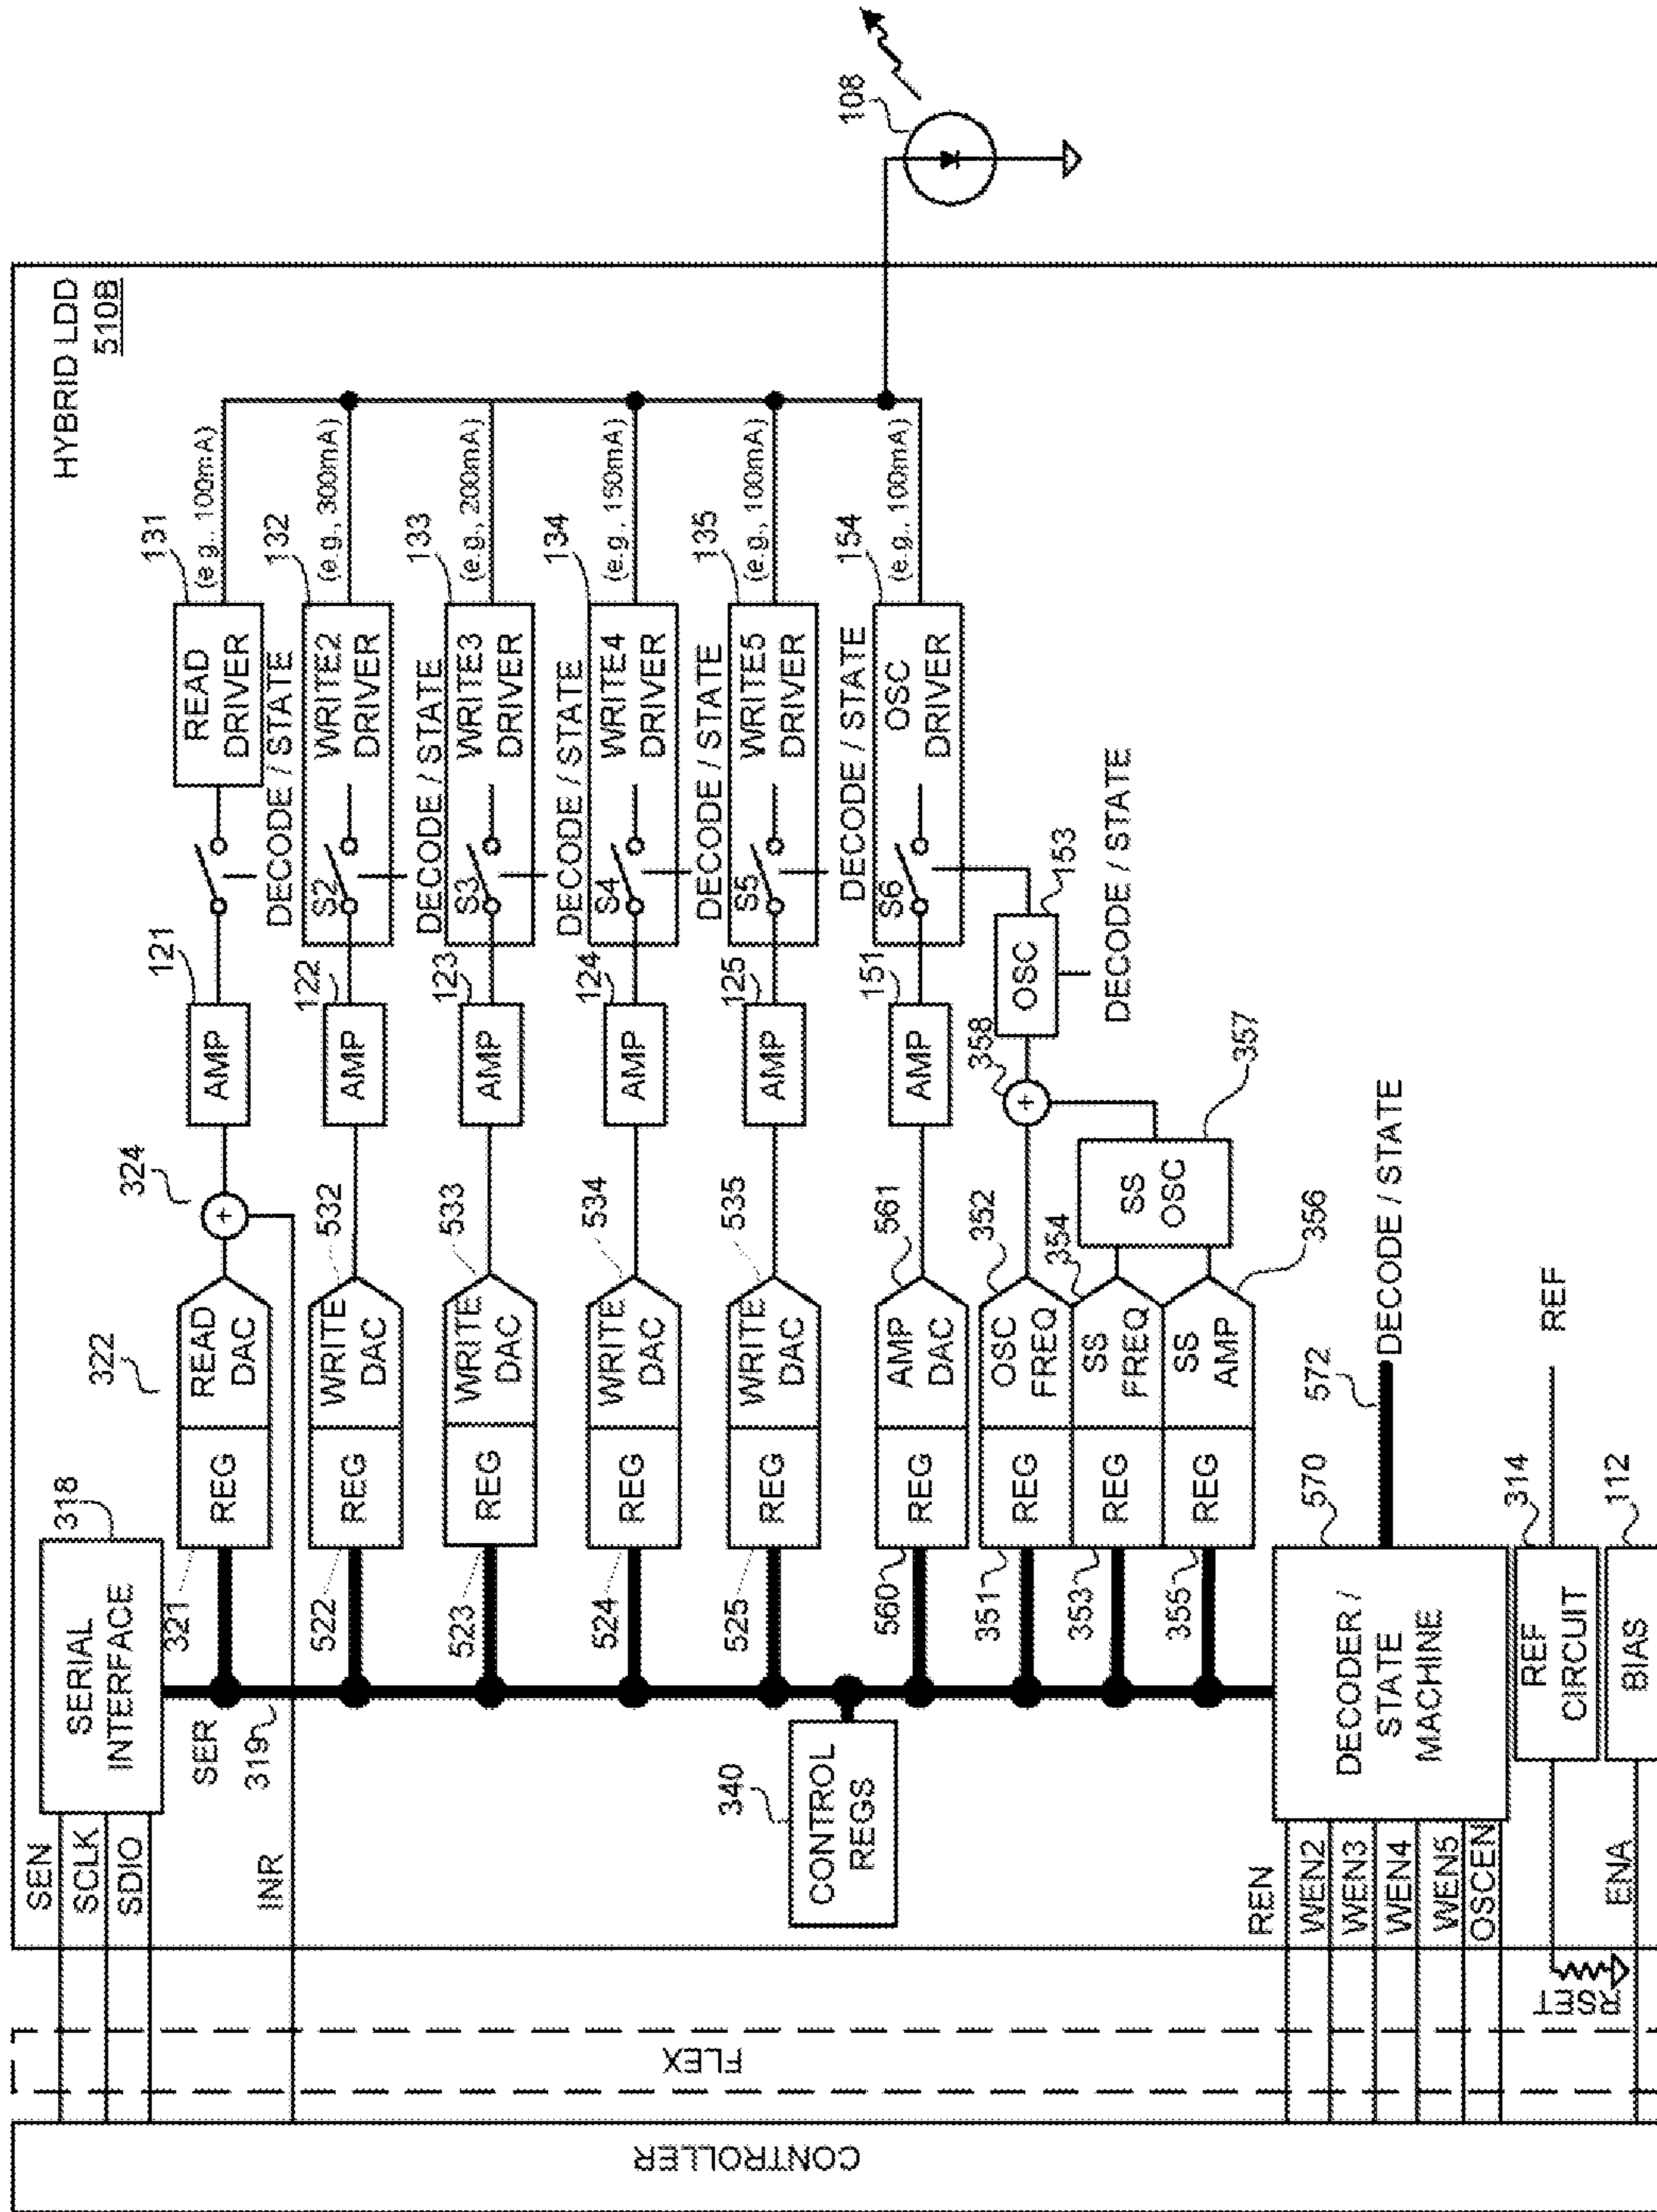 HYBRID LDD
510B
SEN
SCLK
SDIO
SERIAL
INTERFACE
318
SER
319
INR
321
REG
READ
DAC
322
324
AMP
121
READ
DRIVER
131
(e.g., 100mA)
DECODE / STATE
522
REG
WRITE
DAC
532
AMP
122
S2
WRITE2
DRIVER
132
(e.g., 300mA)
DECODE / STATE
523
REG
WRITE
DAC
533
AMP
123
S3
WRITE3
DRIVER
133
(e.g., 200mA)
DECODE / STATE
524
REG
WRITE
DAC
534
AMP
124
S4
WRITE4
DRIVER
134
(e.g., 150mA)
DECODE / STATE
525
REG
WRITE
DAC
535
AMP
125
S5
WRITE5
DRIVER
135
(e.g., 100mA)
DECODE / STATE
340
CONTROL
REGS
560
REG
AMP
DAC
561
AMP
151
S6
OSC
DRIVER
154
(e.g., 100mA)
108
351
REG
OSC
FREQ
352
358
+
OSC
153
DECODE / STATE
353
REG
SS
FREQ
354
SS
OSC
357
355
REG
SS
AMP
356
REN
WEN2
WEN3
WEN4
WEN5
OSCEN
DECODER /
STATE
MACHINE
570
572
DECODE / STATE
RSET
REF
CIRCUIT
314
REF
ENA
BIAS
112
FLEX
CONTROLLER
+